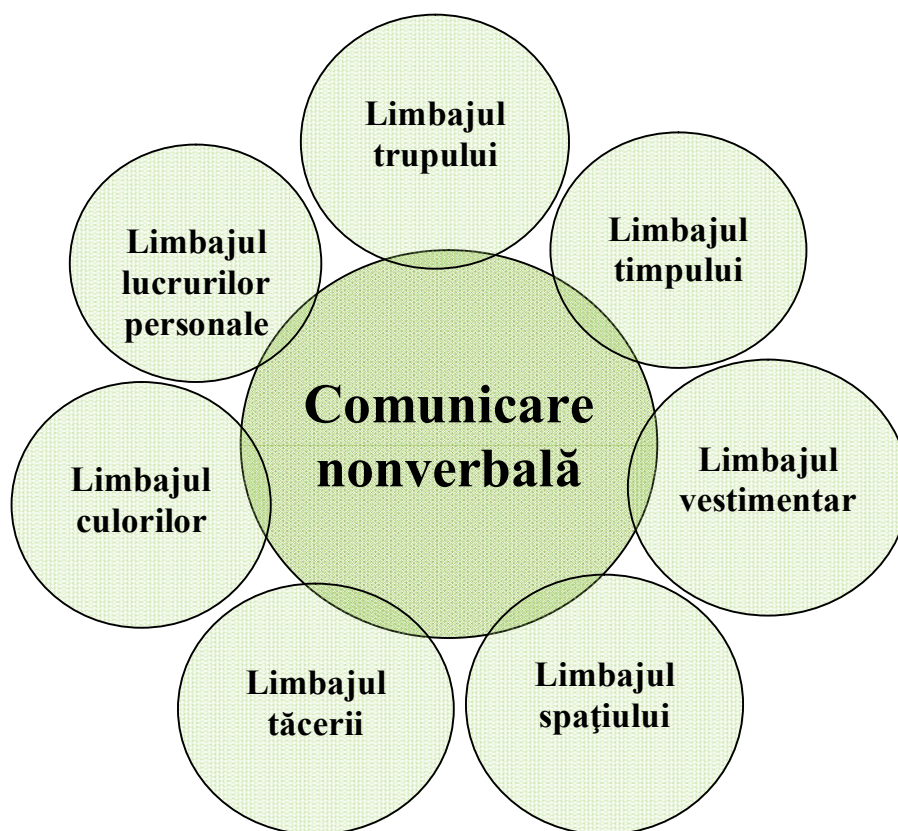 Limbajul
trupului
Limbajul
timpului
Limbajul
lucrurilor
personale
Comunicare
nonverbală
Limbajul
vestimentar
Limbajul
culorilor
Limbajul
tăcerii
Limbajul
spaţiului